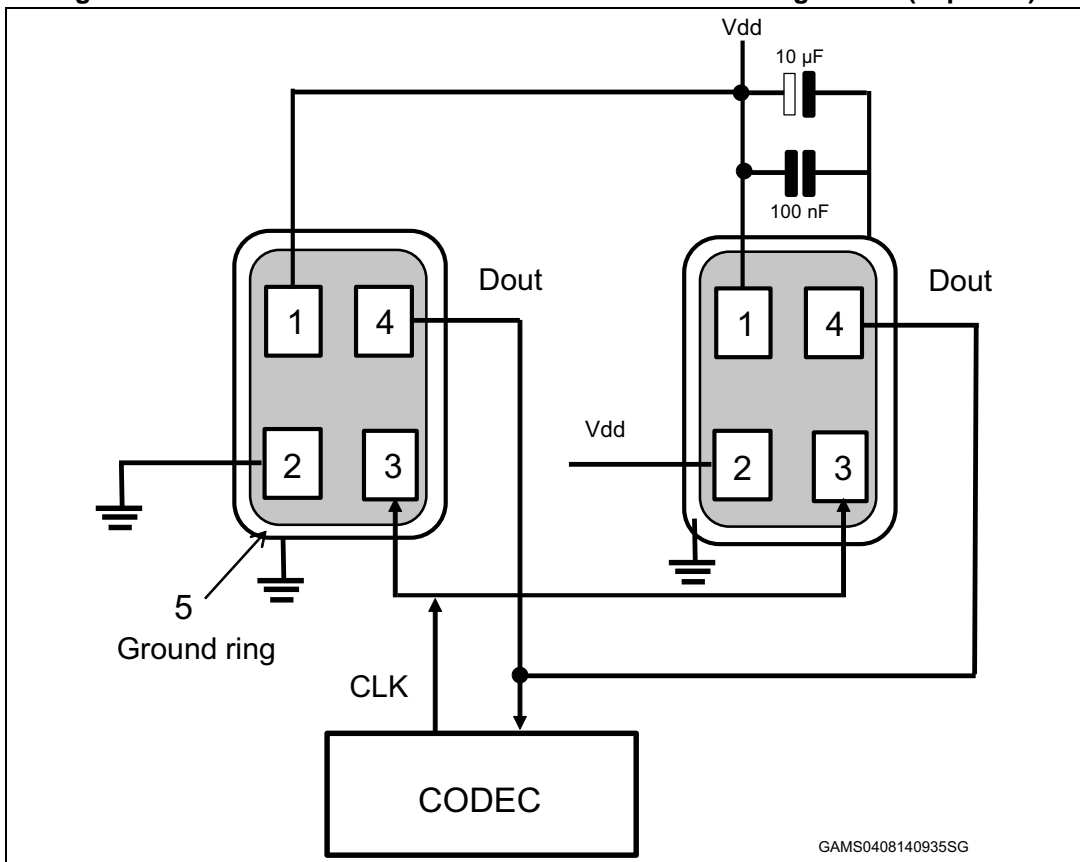 Vdd
10 µF
100 nF
Dout
Dout
1
4
1
4
Vdd
2
3
2
3
5
Ground ring
CLK
CODEC
GAMS0408140935SG